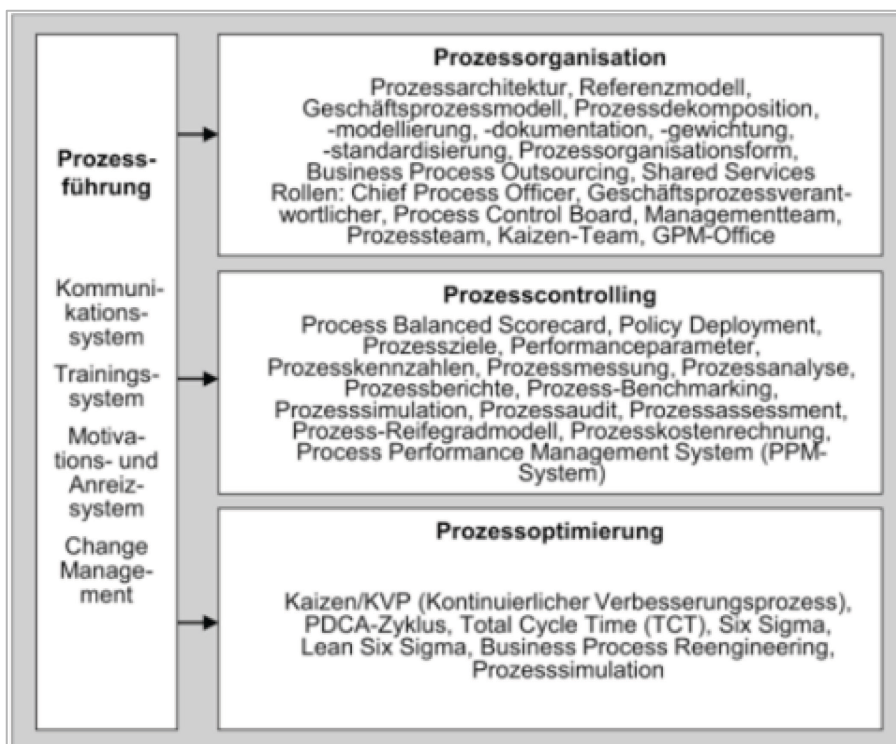 Prozess-
führung
Kommuni-
kations-
system
Trainings-
system
Motiva-
tions- und
Anreiz-
system
Change
Manage-
ment
Prozessorganisation
Prozessarchitektur, Referenzmodell,
Geschäftsprozessmodell, Prozessdekomposition,
-modellierung, -dokumentation, -gewichtung,
-standardisierung, Prozessorganisationsform,
Business Process Outsourcing, Shared Services
Rollen: Chief Process Officer, Geschäftsprozessverant-
wortlicher, Process Control Board, Managementteam,
Prozessteam, Kaizen-Team, GPM-Office
Prozesscontrolling
Process Balanced Scorecard, Policy Deployment,
Prozessziele, Performanceparameter,
Prozesskennzahlen, Prozessmessung, Prozessanalyse,
Prozessberichte, Prozess-Benchmarking,
Prozesssimulation, Prozessaudit, Prozessassessment,
Prozess-Reifegradmodell, Prozesskostenrechnung,
Process Performance Management System (PPM-
System)
Prozessoptimierung
Kaizen/KVP (Kontinuierlicher Verbesserungsprozess),
PDCA-Zyklus, Total Cycle Time (TCT), Six Sigma,
Lean Six Sigma, Business Process Reengineering,
Prozesssimulation